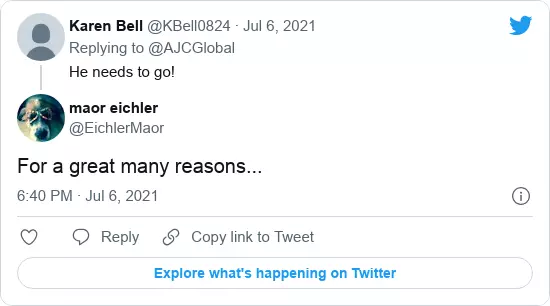 Karen Bell @KBell0824 · Jul 6, 2021
Replying to @AJCGlobal
He needs to go!
maor eichler
@EichlerMaor
For a great many reasons...
6:40 PM · Jul 6, 2021
Reply Copy link to Tweet
Explore what's happening on Twitter